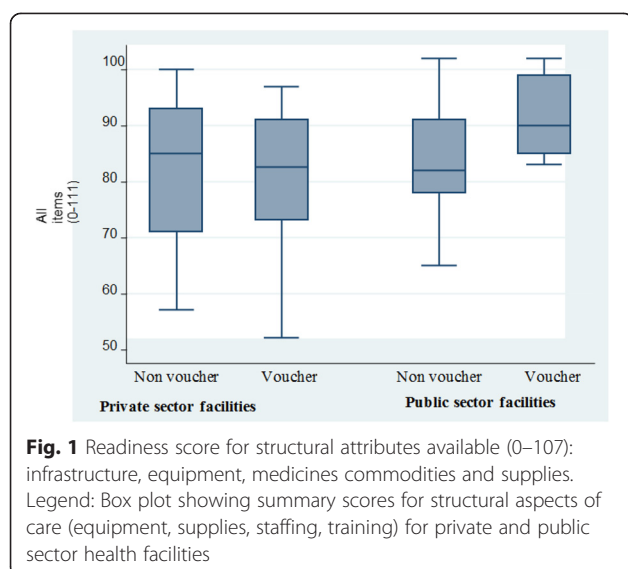 100
90
80
70
60
50
All
items
(0-111)
Non voucher Voucher Non voucher Voucher
Private sector facilities Public sector facilities
Fig. 1 Readiness score for structural attributes available (0–107):
infrastructure, equipment, medicines commodities and supplies.
Legend: Box plot showing summary scores for structural aspects of
care (equipment, supplies, staffing, training) for private and public
sector health facilities